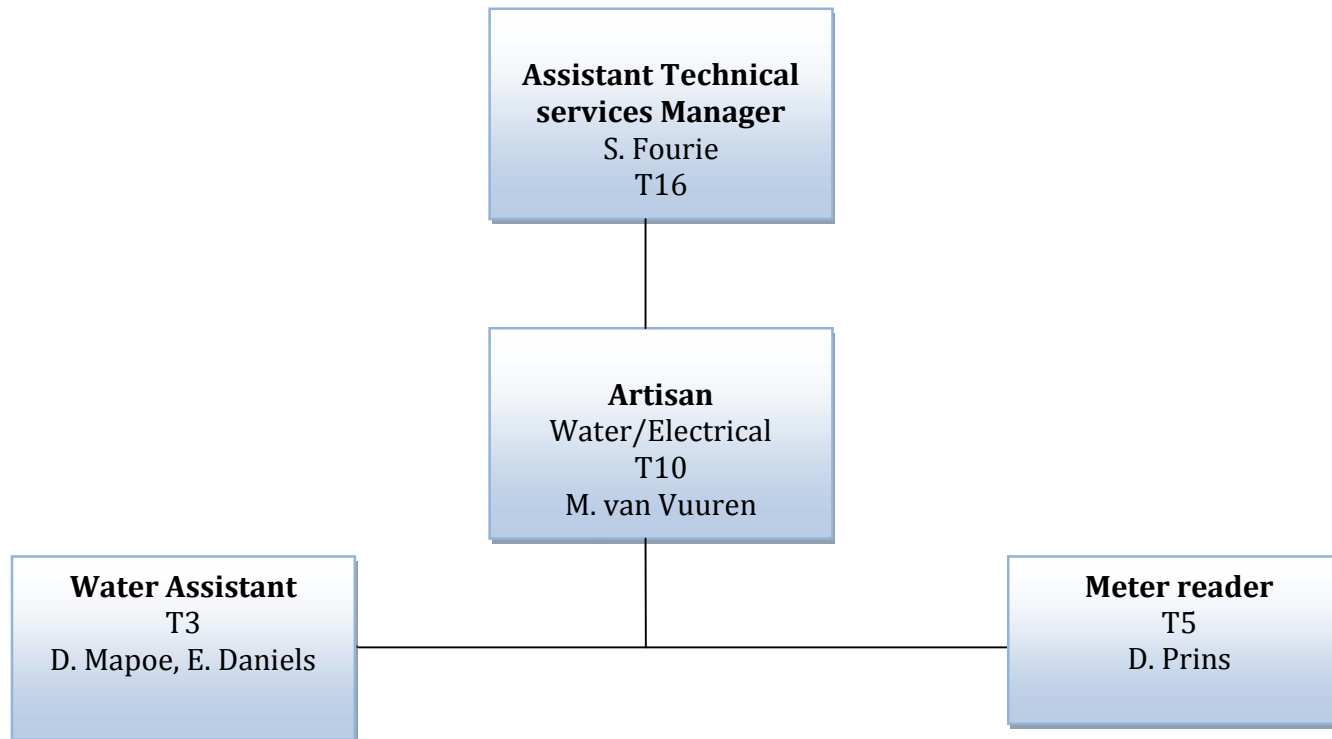 Assistant Technical
services Manager
S. Fourie
T16
Artisan
Water/Electrical
T10
M. van Vuuren
Water Assistant
T3
D. Mapoe, E. Daniels
Meter reader
T5
D. Prins